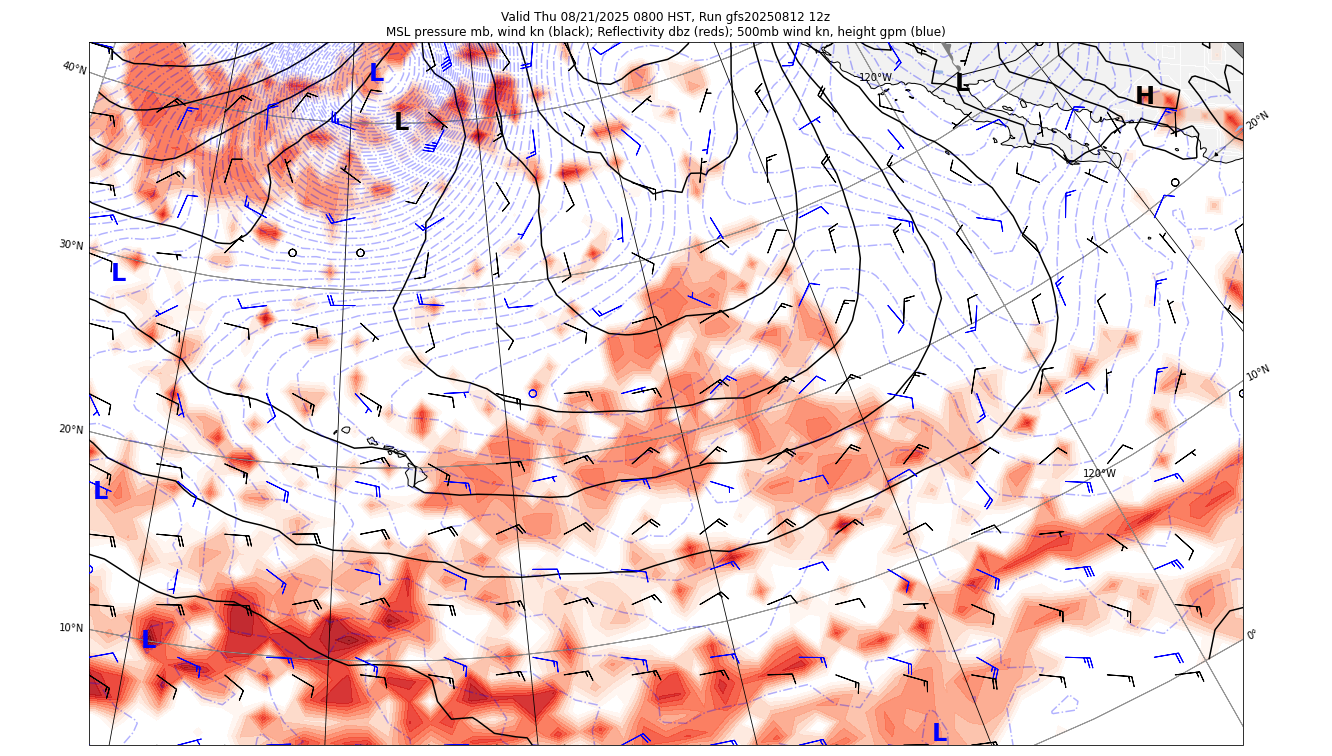 Valid Thu 08/21/2025 0800 HST, Run gfs20250812 12z
MSL pressure mb, wind kn (black); Reflectivity dbz (reds); 500mb wind kn, height gpm (blue)
40°N
L
120°W
L
H
L
20°N
30°N
L
10°N
20°N
120°W
L
10°N
L
0°
L